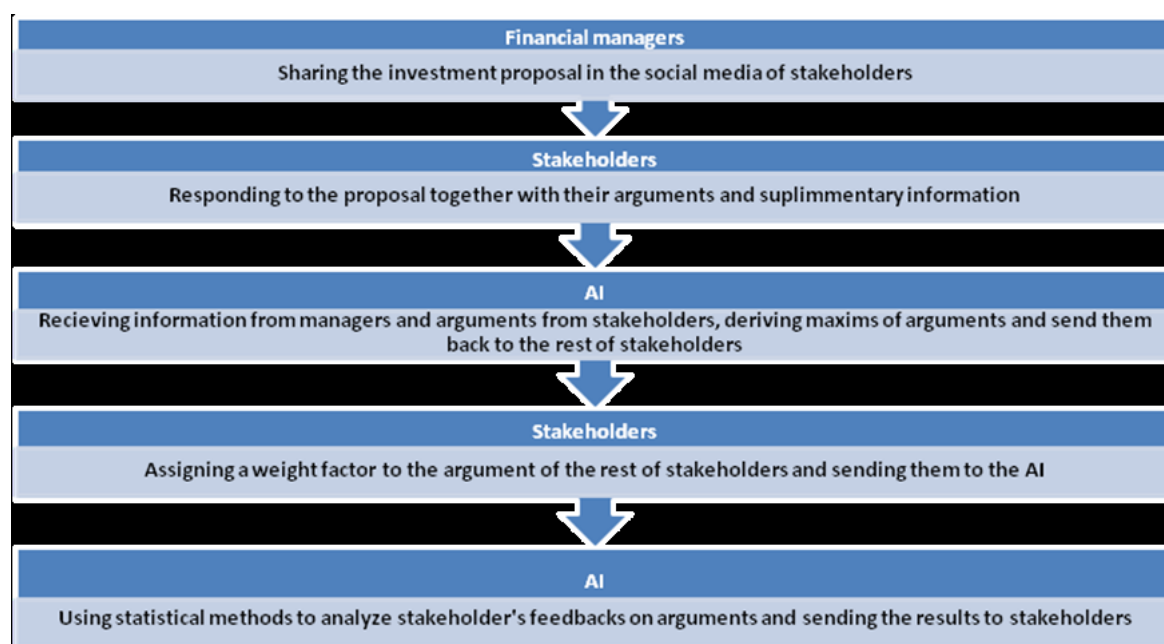 Financial managers
Sharing the investment proposal in the social media of stakeholders
Stakeholders
Responding to the proposal together with their arguments and suplimmentary information
AI
Recieving information from managers and arguments from stakeholders, deriving maxims of arguments and send them
back to the rest of stakeholders
Stakeholders
Assigning a weight factor to the argument of the rest of stakeholders and sending them to the AI
AI
Using statistical methods to analyze stakeholder's feedbacks on arguments and sending the results to stakeholders